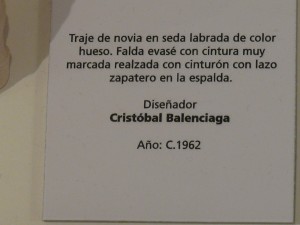 Traje de novia en seda labrada de color
hueso. Falda evasé con cintura muy
marcada realzada con cinturón con lazo
zapatero en la espalda.
Diseñador
Cristóbal Balenciaga
Año: C.1962